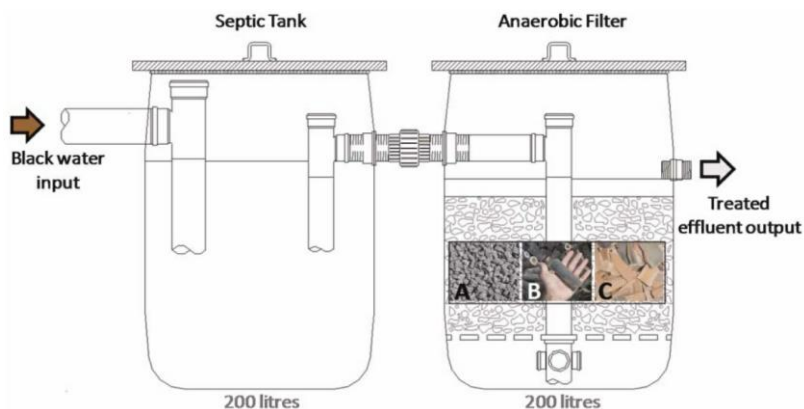 Septic Tank
Anaerobic Filter
Black water
input
Treated
effluent output
A
B
C
200 litres
200 litres